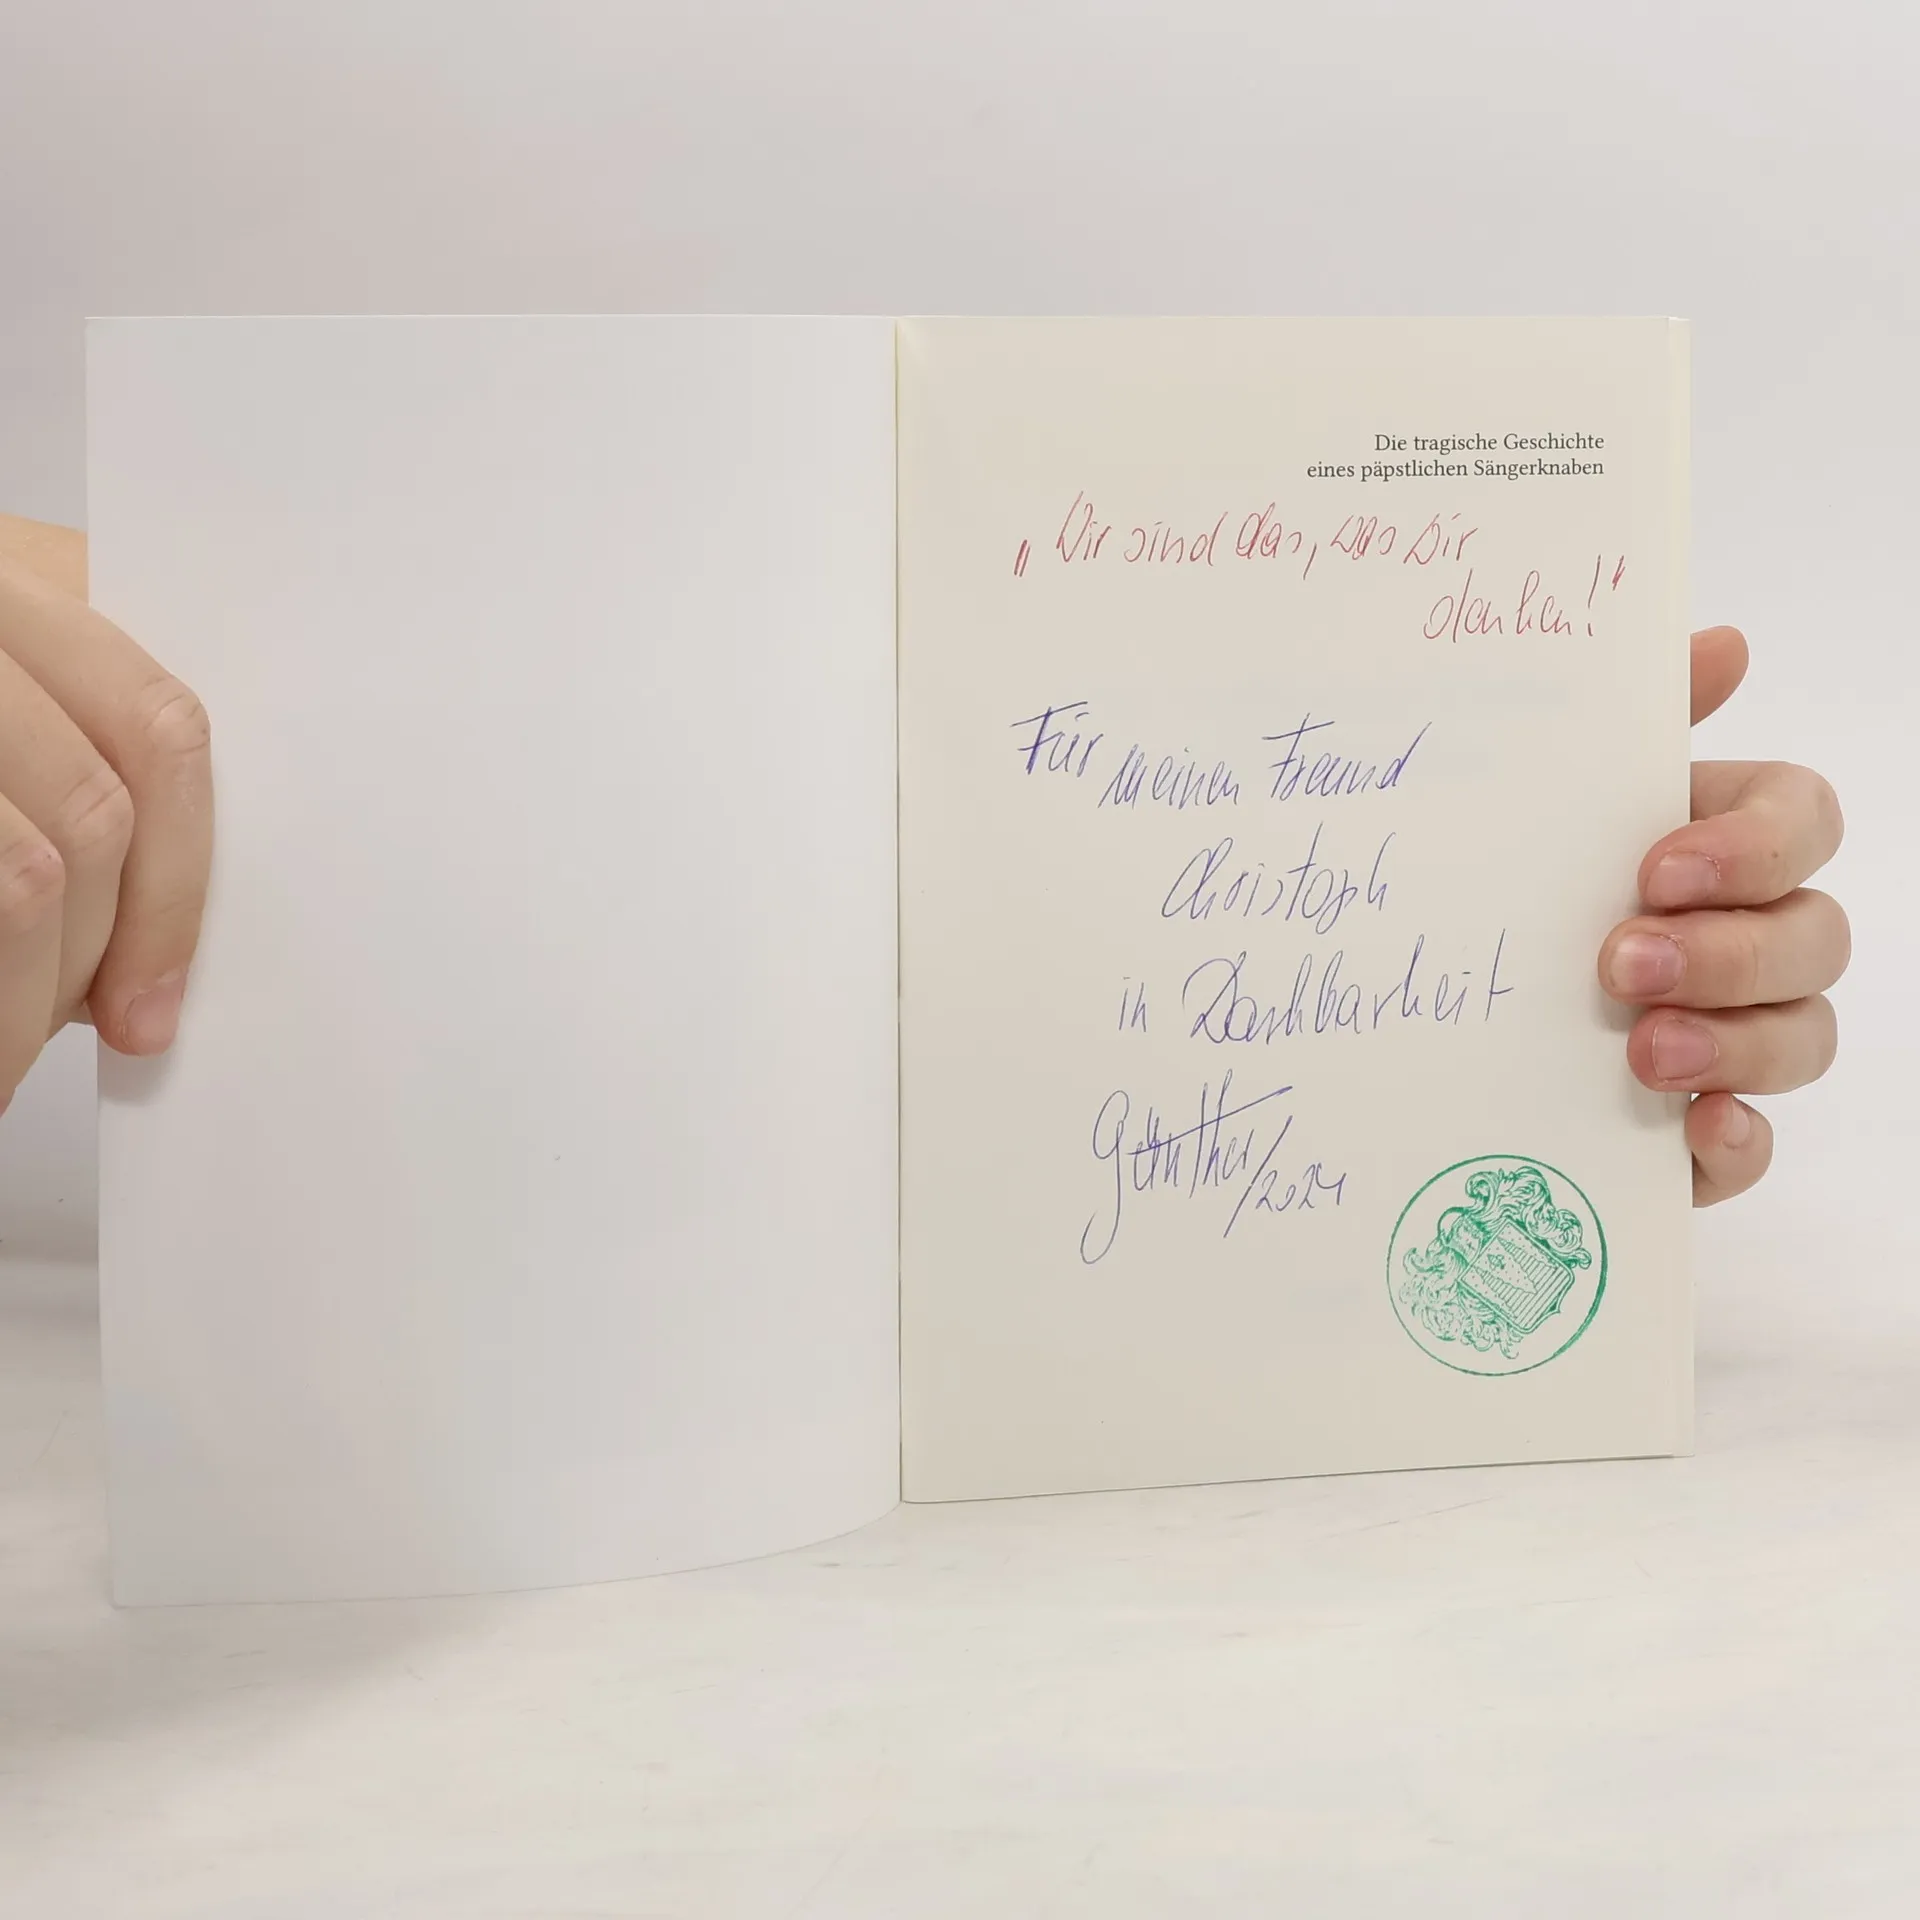 Die tragische Geschichte
eines päpstlichen Sängerknaben
„Wir sind das, was wir
denken!“
Für meinen Freund
Christoph
in Dankbarkeit
Günther/2024